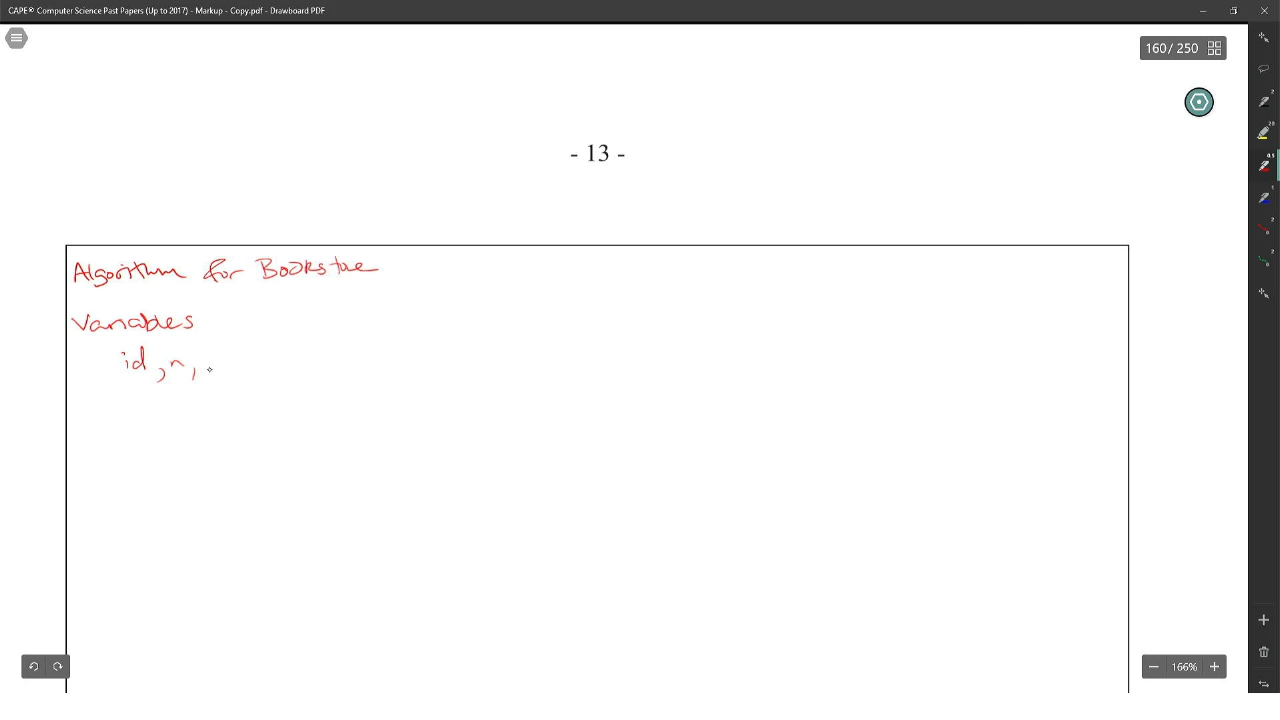 CAPE® Computer Science Past Papers (Up to 2017) - Markup - Copy.pdf - Drawboard PDF
160 / 250
- 13 -
Algorithm for Bookstore
Variables
id, n,
166%